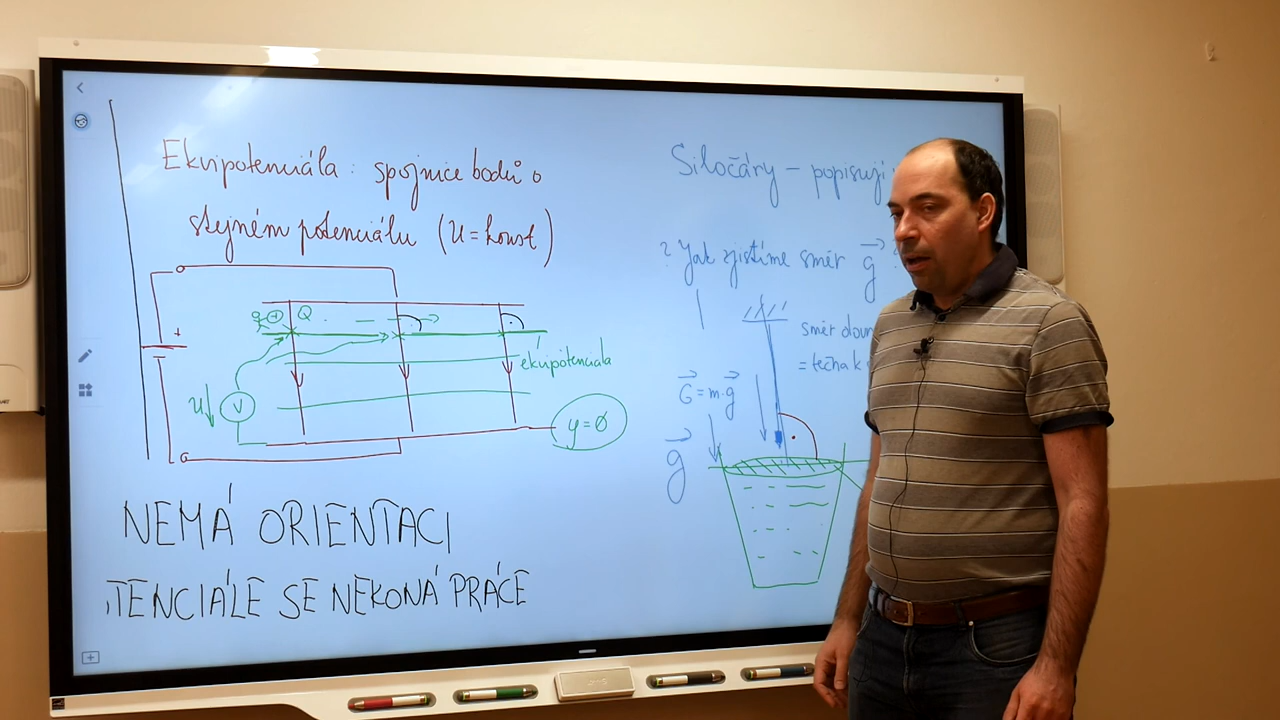 Ekvipotenciála: spojnice bodů o
stejném potenciálu (U = konst)
+
q + Q
ekvipotenciála
U
V
y = 0
NEMÁ ORIENTACI
TENCIÁLE SE NEKONÁ PRÁCE
Siločáry – popisují
? Jak zjistíme směr g⃗ ?
směr
= tečna k
G⃗ = m·g⃗
g⃗